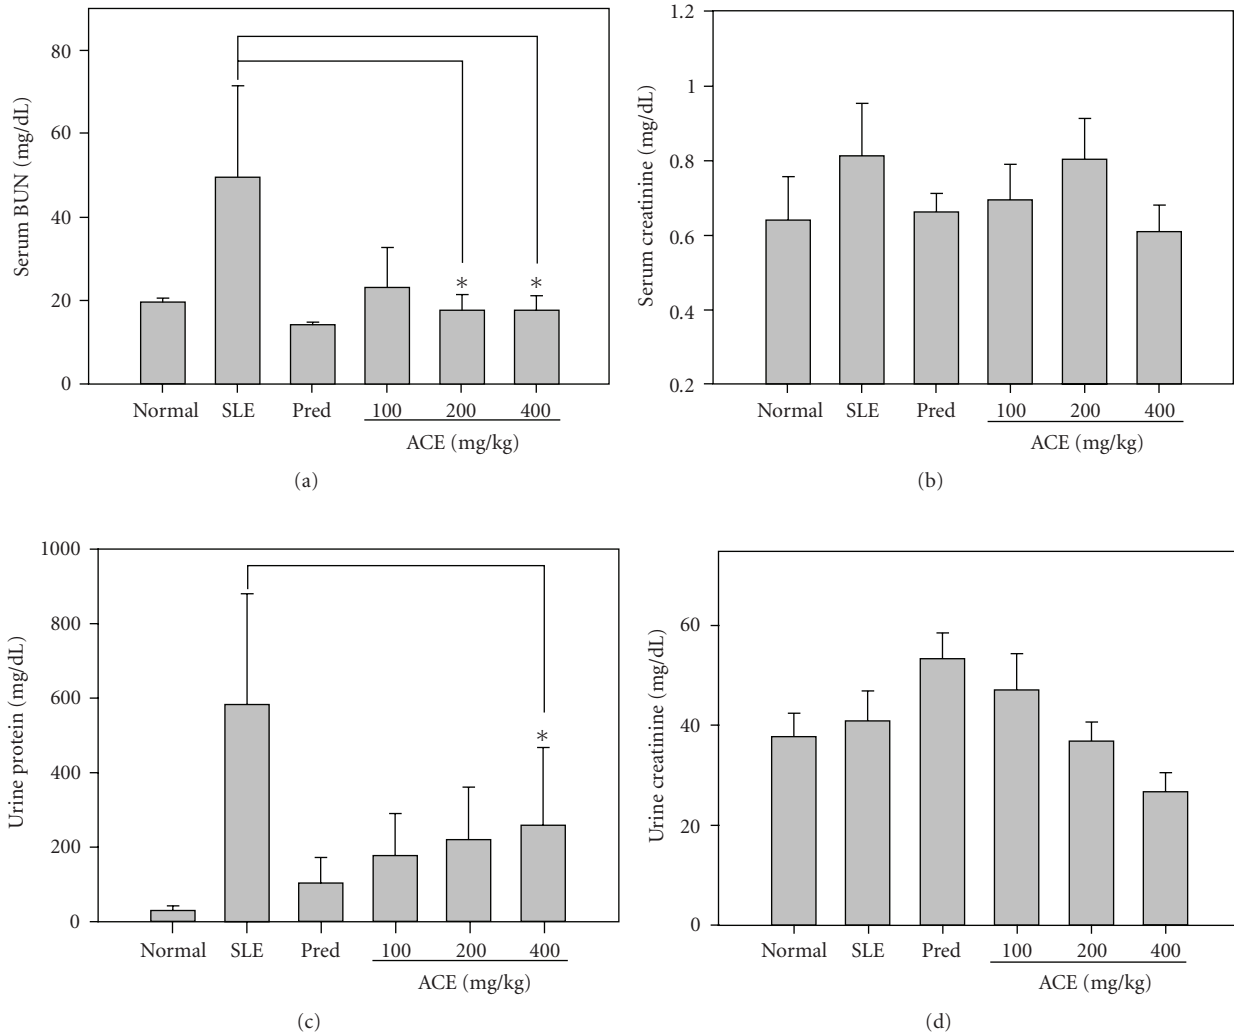 Serum BUN (mg/dL)
80
60
40
20
0
* *
Normal SLE Pred 100 200 400
ACE (mg/kg)
(a)
Serum creatinine (mg/dL)
1.2
1
0.8
0.6
0.4
0.2
Normal SLE Pred 100 200 400
ACE (mg/kg)
(b)
Urine protein (mg/dL)
1000
800
600
400
200
0
*
Normal SLE Pred 100 200 400
ACE (mg/kg)
(c)
Urine creatinine (mg/dL)
60
40
20
0
Normal SLE Pred 100 200 400
ACE (mg/kg)
(d)